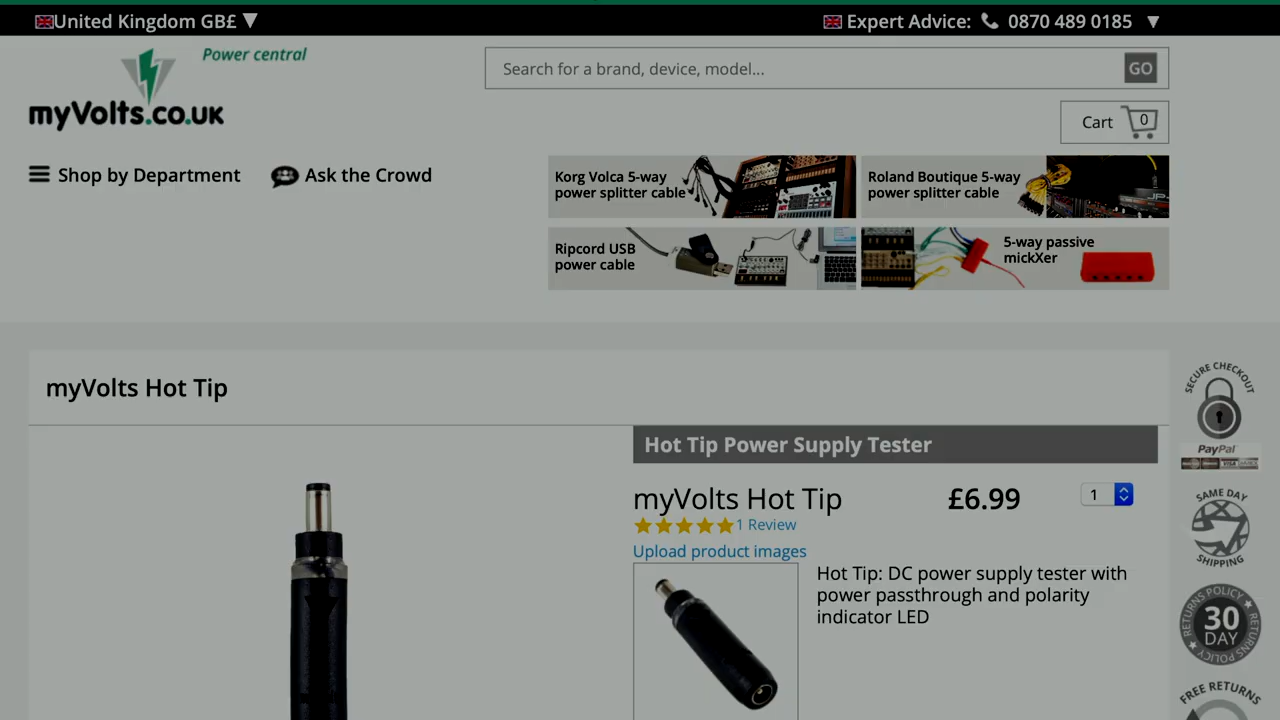 United Kingdom GB£ ▼
Expert Advice: 0870 489 0185 ▼
Power central
myVolts.co.uk
Search for a brand, device, model...
GO
Cart
0
Shop by Department
Ask the Crowd
Korg Volca 5-way
power splitter cable
Roland Boutique 5-way
power splitter cable
Ripcord USB
power cable
5-way passive
mickXer
myVolts Hot Tip
SECURE CHECKOUT
PayPal
VISA
Hot Tip Power Supply Tester
myVolts Hot Tip
£6.99
1
1 Review
Upload product images
Hot Tip: DC power supply tester with
power passthrough and polarity
indicator LED
SAME DAY
SHIPPING
RETURNS POLICY
30
DAY
RETURNS POLICY
FREE RETURNS